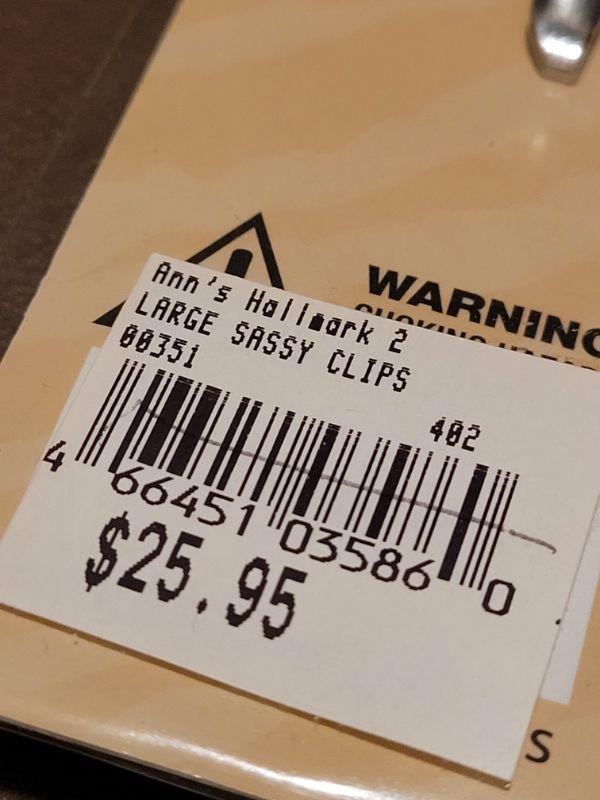 WARNING
Ann's Hallmark 2
LARGE SASSY CLIPS
00351
402
4 66451 03586 0
$25.95
S